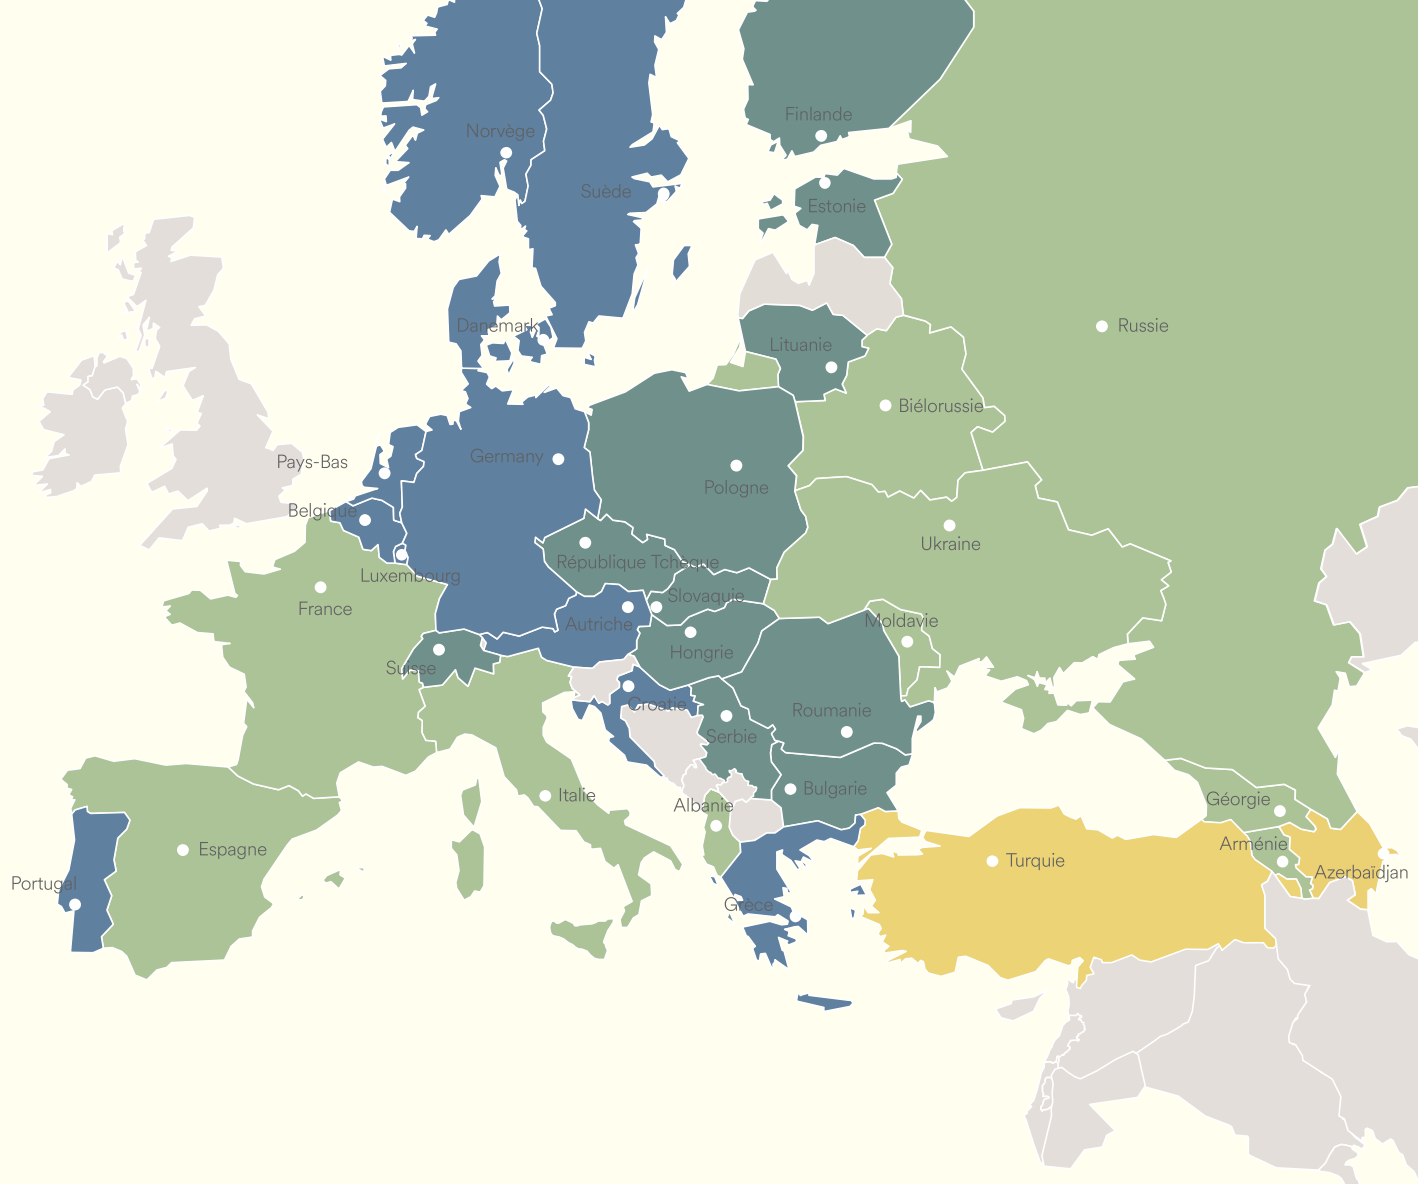 Finlande
Norvège
Suède
Estonie
Danemark
Russie
Lituanie
Biélorussie
Germany
Pays-Bas
Pologne
Belgique
Ukraine
République Tchèque
Luxembourg
Slovaquie
France
Moldavie
Autriche
Hongrie
Suisse
Croatie
Roumanie
Serbie
Bulgarie
Italie
Géorgie
Albanie
Arménie
Espagne
Turquie
Azerbaïdjan
Portugal
Grèce